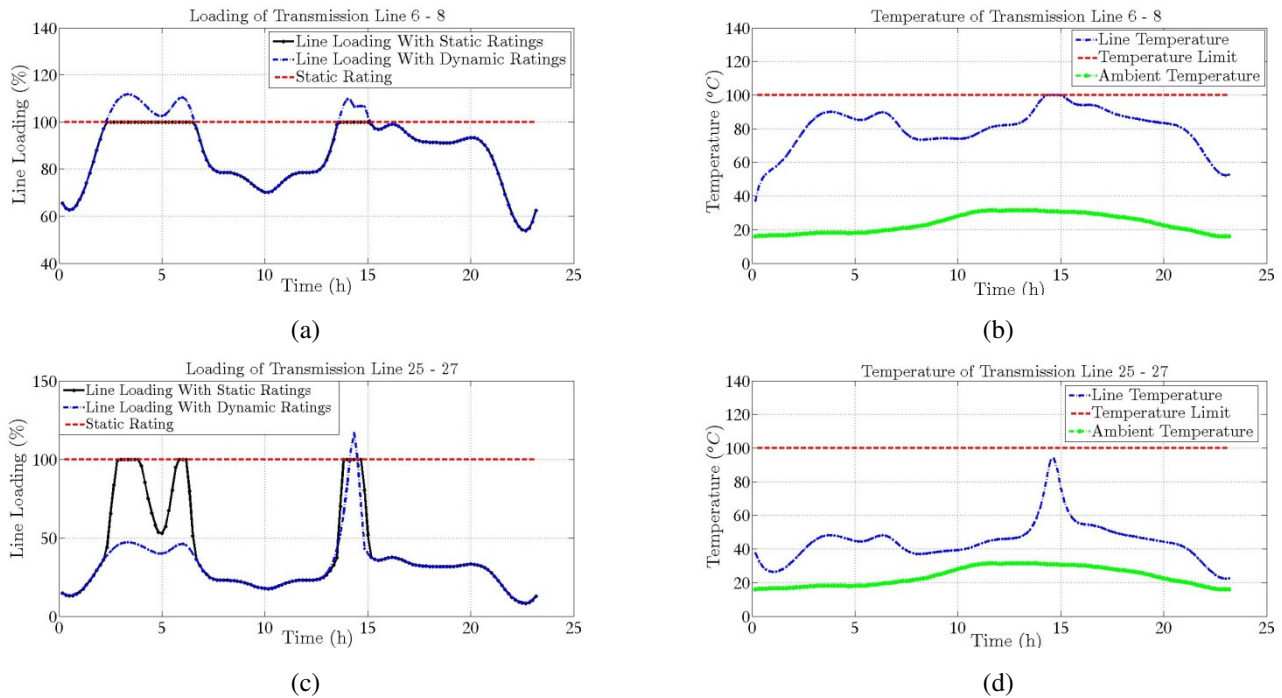 Loading of Transmission Line 6 - 8
140
120
100
80
60
40
Line Loading (%)
Line Loading With Static Ratings
Line Loading With Dynamic Ratings
Static Rating
0 5 10 15 20 25
Time (h)
(a)
Temperature of Transmission Line 6 - 8
140
120
100
80
60
40
20
0
Temperature (°C)
Line Temperature
Temperature Limit
Ambient Temperature
0 5 10 15 20 25
Time (h)
(b)
Loading of Transmission Line 25 - 27
150
100
50
0
Line Loading (%)
Line Loading With Static Ratings
Line Loading With Dynamic Ratings
Static Rating
0 5 10 15 20 25
Time (h)
(c)
Temperature of Transmission Line 25 - 27
140
120
100
80
60
40
20
0
Temperature (°C)
Line Temperature
Temperature Limit
Ambient Temperature
0 5 10 15 20 25
Time (h)
(d)